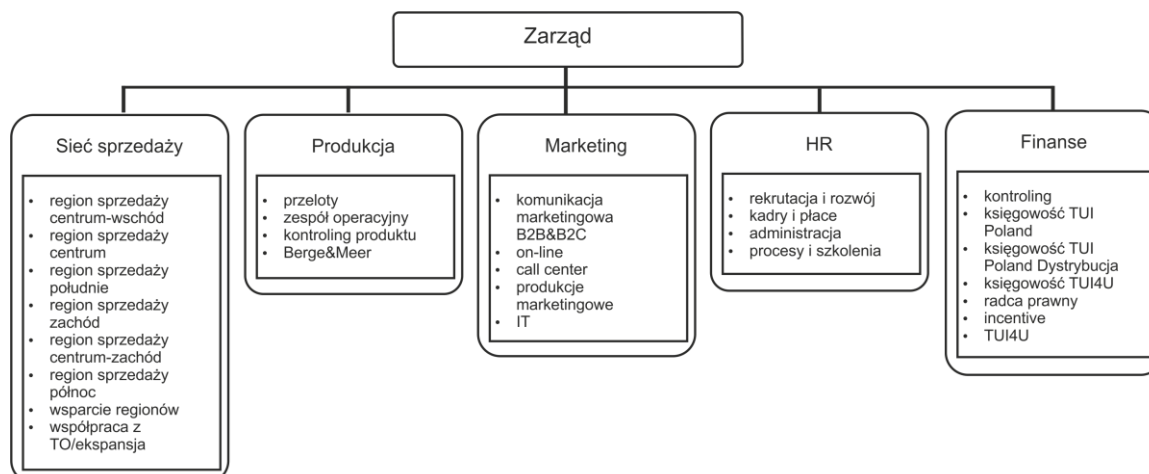 Zarząd
Sieć sprzedaży
• region sprzedaży
centrum-wschód
• region sprzedaży
centrum
• region sprzedaży
południe
• region sprzedaży
zachód
• region sprzedaży
centrum-zachód
• region sprzedaży
północ
• wsparcie regionów
• współpraca z
TO/ekspansja
Produkcja
• przeloty
• zespół operacyjny
• kontroling produktu
• Berge&Meer
Marketing
• komunikacja
marketingowa
B2B&B2C
• on-line
• call center
• produkcje
marketingowe
• IT
HR
• rekrutacja i rozwój
• kadry i płace
• administracja
• procesy i szkolenia
Finanse
• kontroling
• księgowość TUI
Poland
• księgowość TUI
Poland Dystrybucja
• księgowość TUI4U
• radca prawny
• incentive
• TUI4U